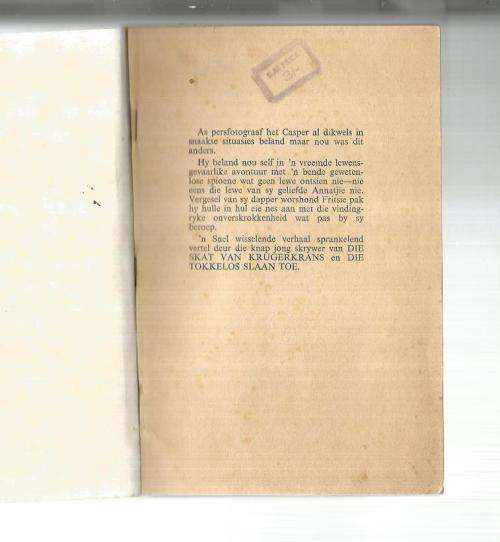 As persfotograaf het Casper al dikwels in
snaakse situasies beland maar nou was dit
anders.
Hy beland nou self in 'n vreemde lewens-
gevaarlike avontuur met 'n bende geweten-
lose spioene wat geen lewe ontsien nie—nie
eens die lewe van sy geliefde Annatjie nie.
Vergesel van sy dapper worshond Fritsie pak
hy hulle in hul eie nes aan met die vinding-
ryke onverskrokkenheid wat pas by sy
beroep.
'n Snel wisselende verhaal sprankelend
vertel deur die knap jong skrywer van DIE
SKAT VAN KRUGERKRANS en DIE
TOKKELOS SLAAN TOE.